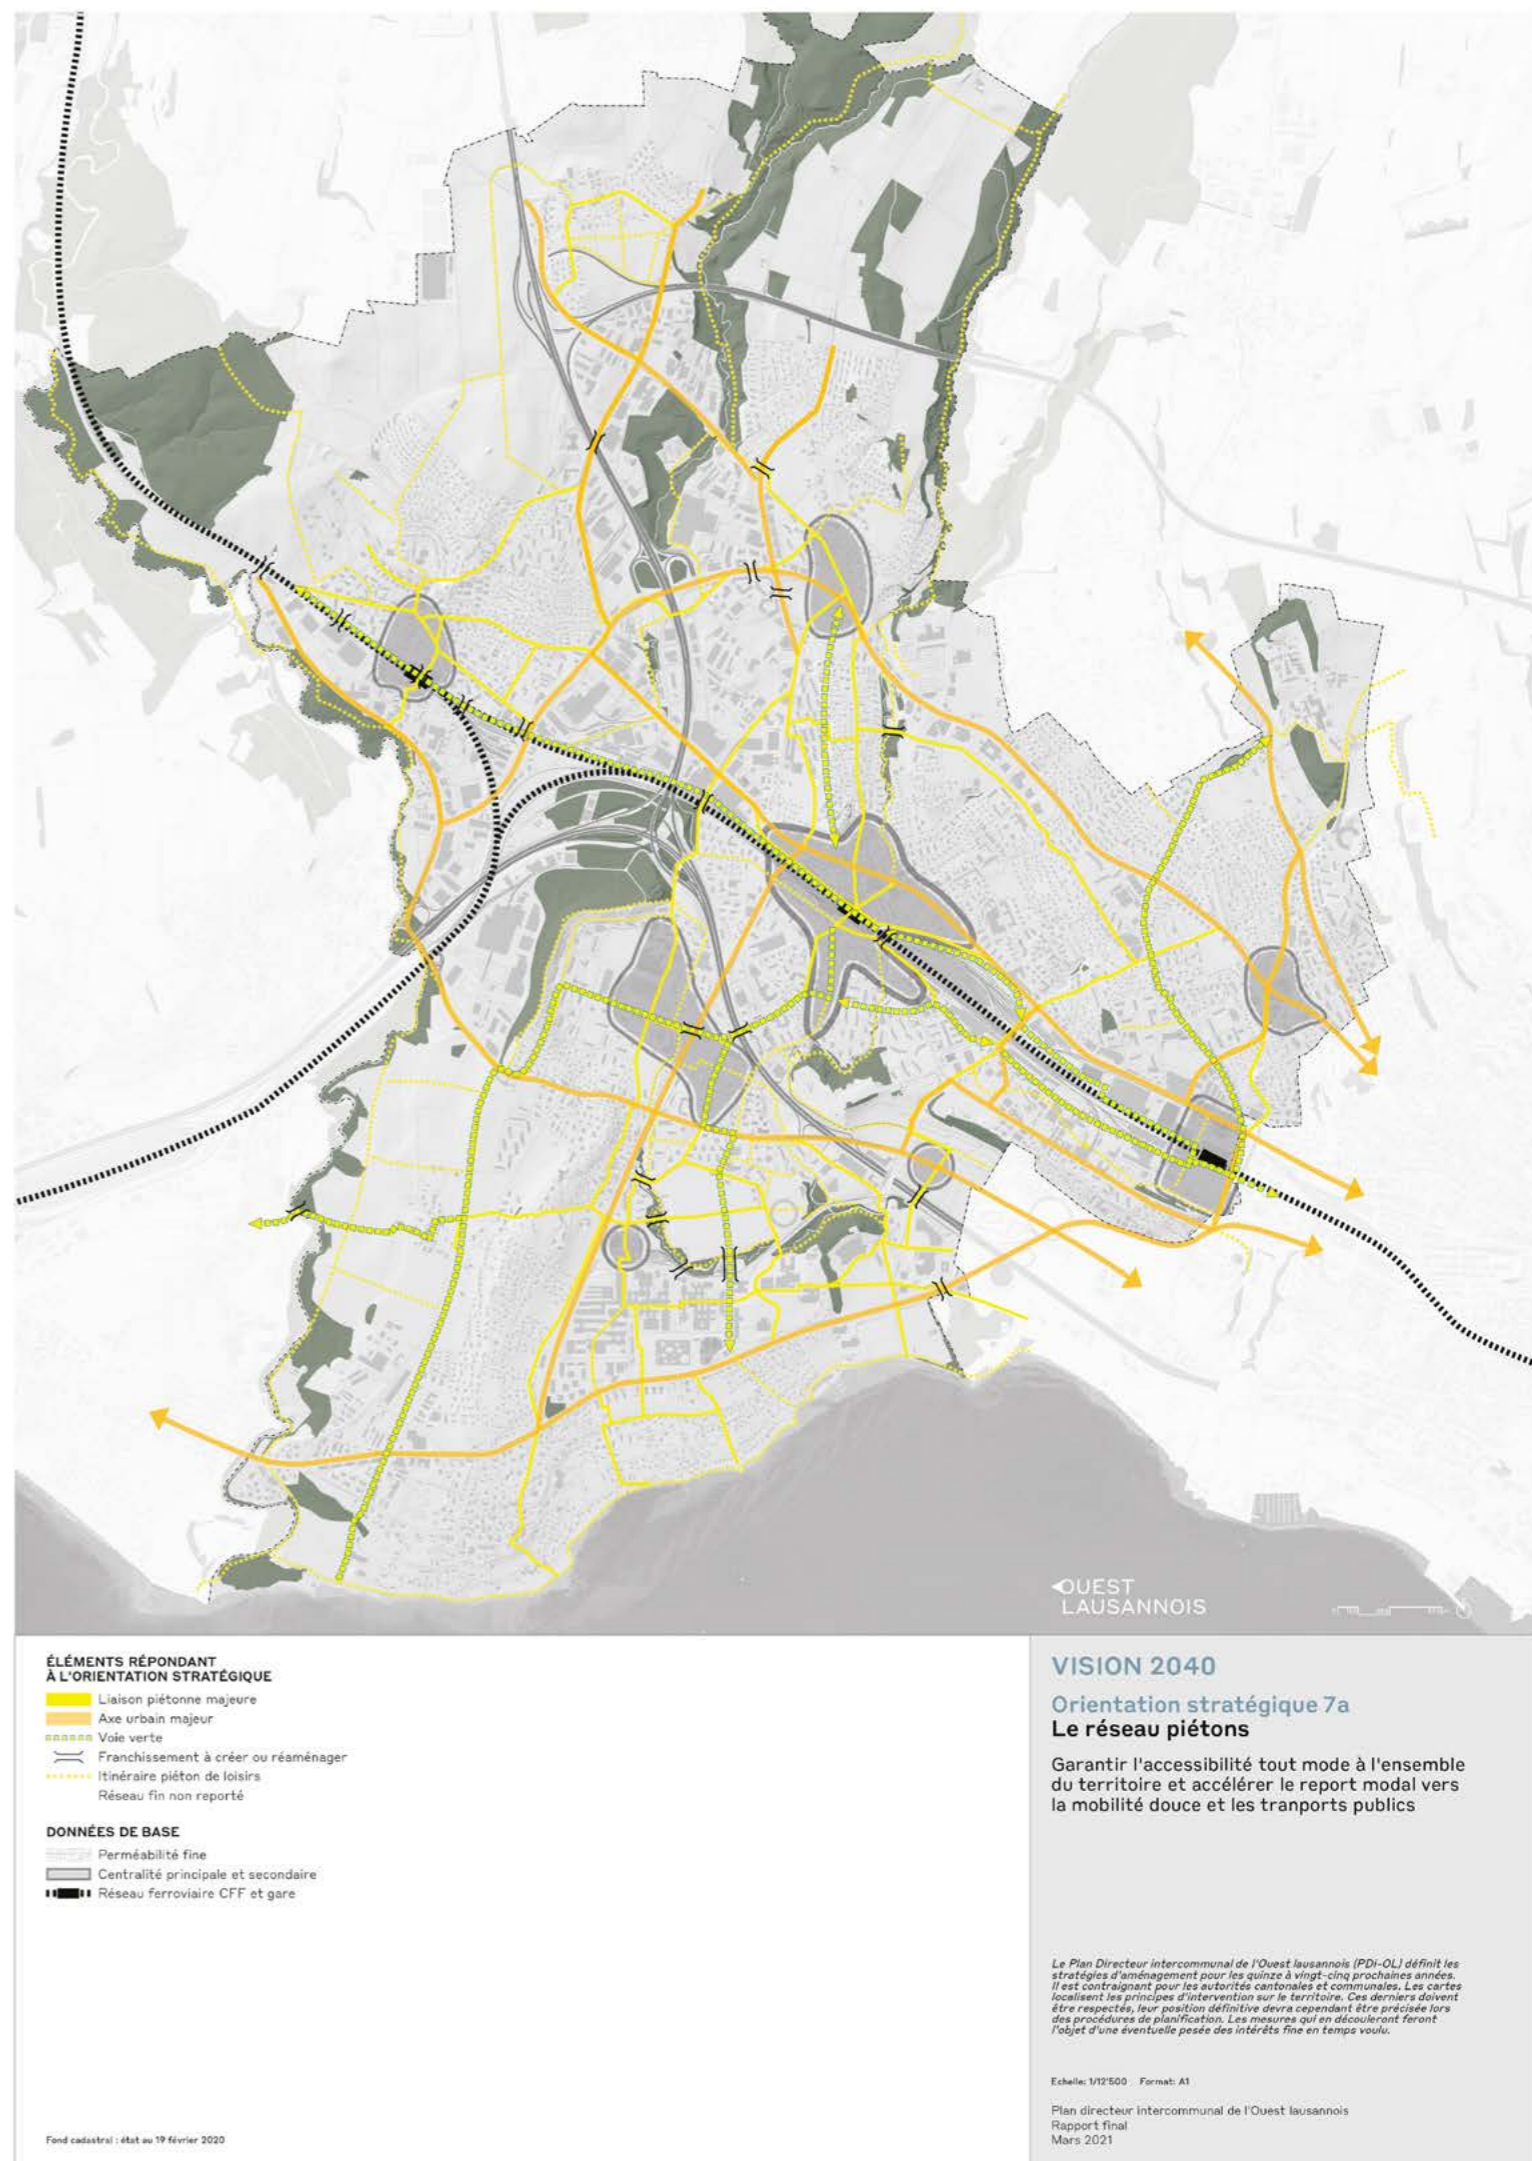 OUEST
LAUSANNOIS
ÉLÉMENTS RÉPONDANT
À L'ORIENTATION STRATÉGIQUE
Liaison piétonne majeure
Axe urbain majeur
Voie verte
Franchissement à créer ou réaménager
Itinéraire piéton de loisirs
Réseau fin non reporté
DONNÉES DE BASE
Perméabilité fine
Centralité principale et secondaire
Réseau ferroviaire CFF et gare
Fond cadastral : état au 19 février 2020
VISION 2040
Orientation stratégique 7a
Le réseau piétons
Garantir l'accessibilité tout mode à l'ensemble
du territoire et accélérer le report modal vers
la mobilité douce et les tranports publics
Le Plan Directeur intercommunal de l'Ouest lausannois (PDi-OL) définit les
stratégies d'aménagement pour les quinze à vingt-cinq prochaines années.
Il est contraignant pour les autorités cantonales et communales. Les cartes
localisent les principes d'intervention sur le territoire. Ces derniers doivent
être respectés, leur position définitive devra cependant être précisée lors
des procédures de planification. Les mesures qui en découleront feront
l'objet d'une éventuelle pesée des intérêts fine en temps voulu.
Echelle: 1/12'500 Format: A1
Plan directeur intercommunal de l'Ouest lausannois
Rapport final
Mars 2021